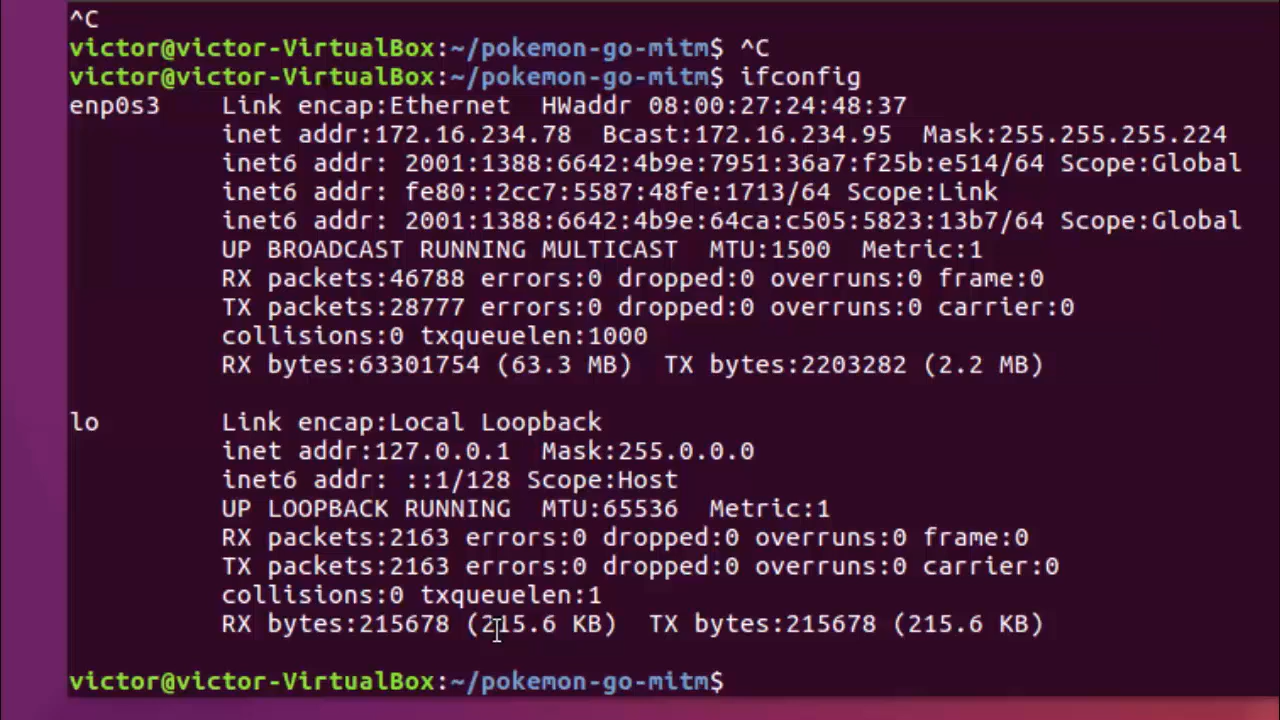 ^C
victor@victor-VirtualBox:~/pokemon-go-mitm$ ^C
victor@victor-VirtualBox:~/pokemon-go-mitm$ ifconfig
enp0s3    Link encap:Ethernet  HWaddr 08:00:27:24:48:37
          inet addr:172.16.234.78  Bcast:172.16.234.95  Mask:255.255.255.224
          inet6 addr: 2001:1388:6642:4b9e:7951:36a7:f25b:e514/64 Scope:Global
          inet6 addr: fe80::2cc7:5587:48fe:1713/64 Scope:Link
          inet6 addr: 2001:1388:6642:4b9e:64ca:c505:5823:13b7/64 Scope:Global
          UP BROADCAST RUNNING MULTICAST  MTU:1500  Metric:1
          RX packets:46788 errors:0 dropped:0 overruns:0 frame:0
          TX packets:28777 errors:0 dropped:0 overruns:0 carrier:0
          collisions:0 txqueuelen:1000
          RX bytes:63301754 (63.3 MB)  TX bytes:2203282 (2.2 MB)
lo        Link encap:Local Loopback
          inet addr:127.0.0.1  Mask:255.0.0.0
          inet6 addr: ::1/128 Scope:Host
          UP LOOPBACK RUNNING  MTU:65536  Metric:1
          RX packets:2163 errors:0 dropped:0 overruns:0 frame:0
          TX packets:2163 errors:0 dropped:0 overruns:0 carrier:0
          collisions:0 txqueuelen:1
          RX bytes:215678 (215.6 KB)  TX bytes:215678 (215.6 KB)
victor@victor-VirtualBox:~/pokemon-go-mitm$